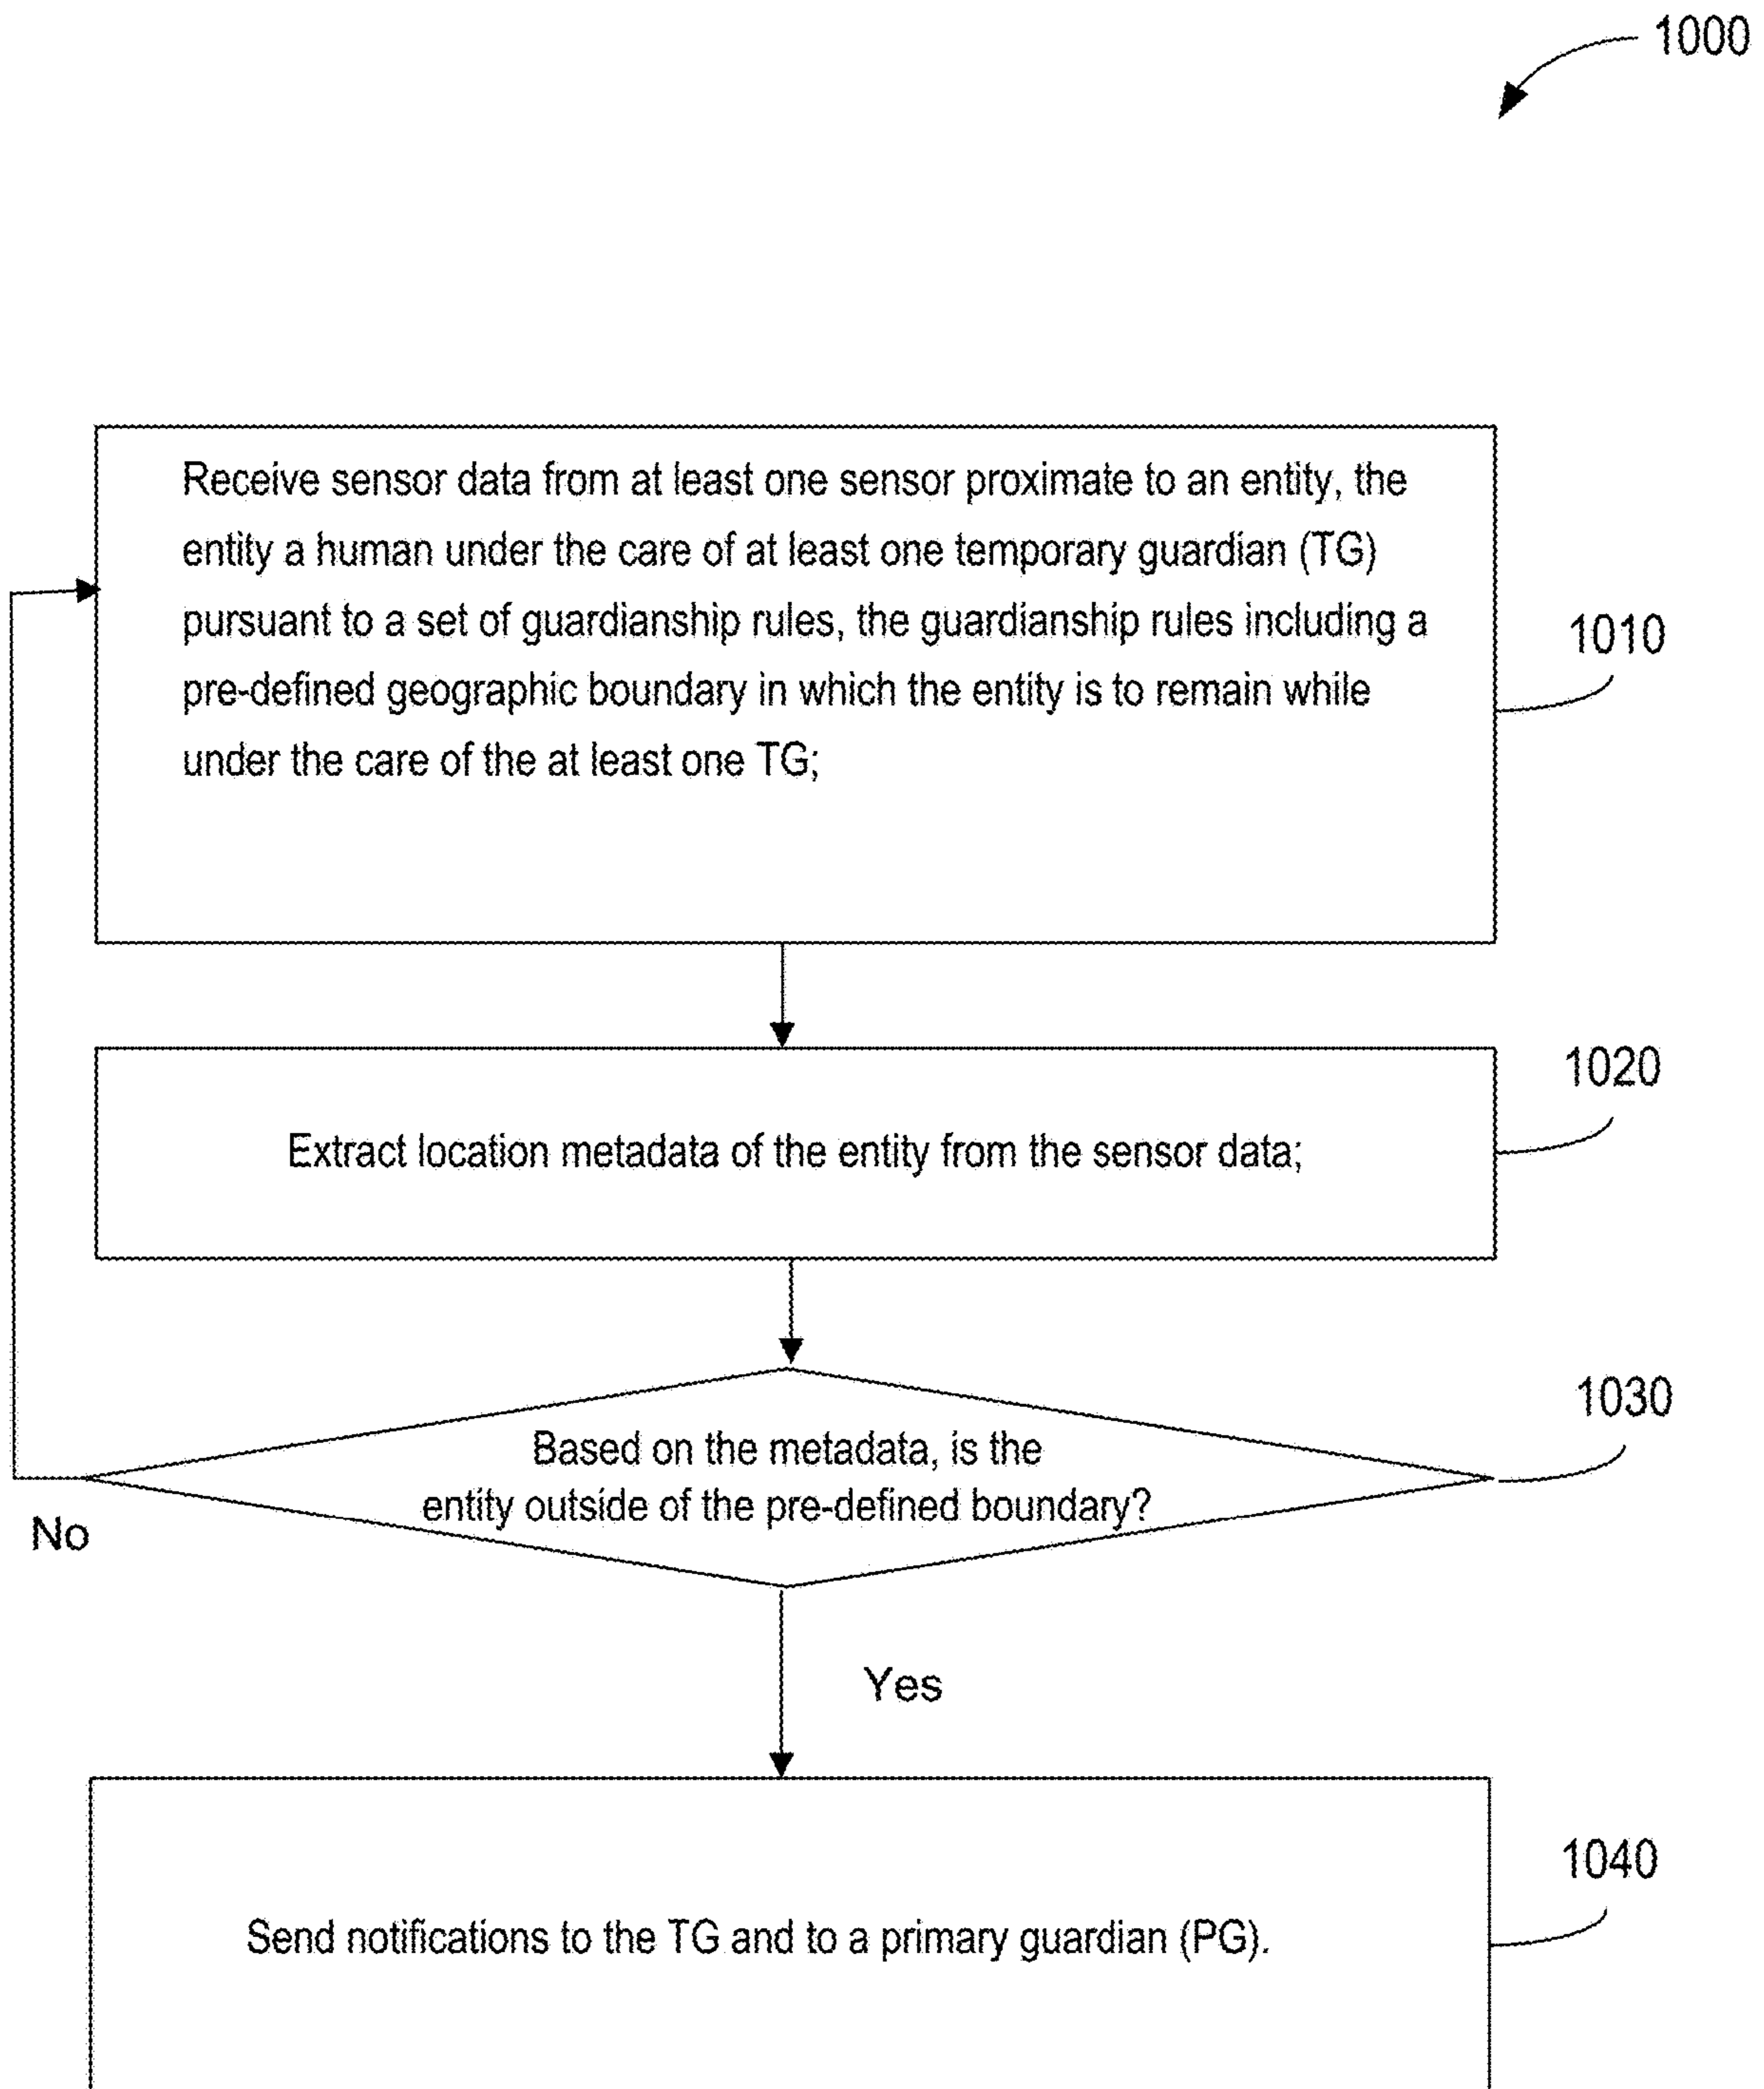 1000
Receive sensor data from at least one sensor proximate to an entity, the
entity a human under the care of at least one temporary guardian (TG)
pursuant to a set of guardianship rules, the guardianship rules including a
pre-defined geographic boundary in which the entity is to remain while
under the care of the at least one TG;
1010
Extract location metadata of the entity from the sensor data;
1020
Based on the metadata, is the
entity outside of the pre-defined boundary?
1030
No
Yes
Send notifications to the TG and to a primary guardian (PG).
1040